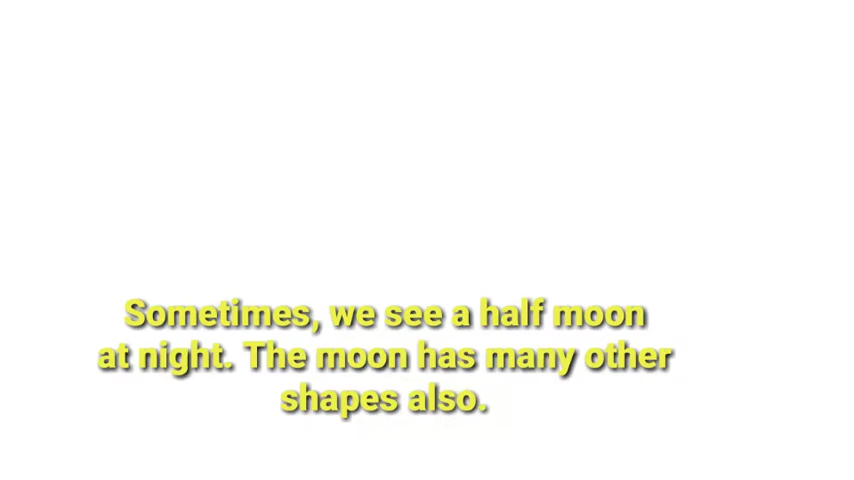 Sometimes, we see a half moon
at night. The moon has many other
shapes also.